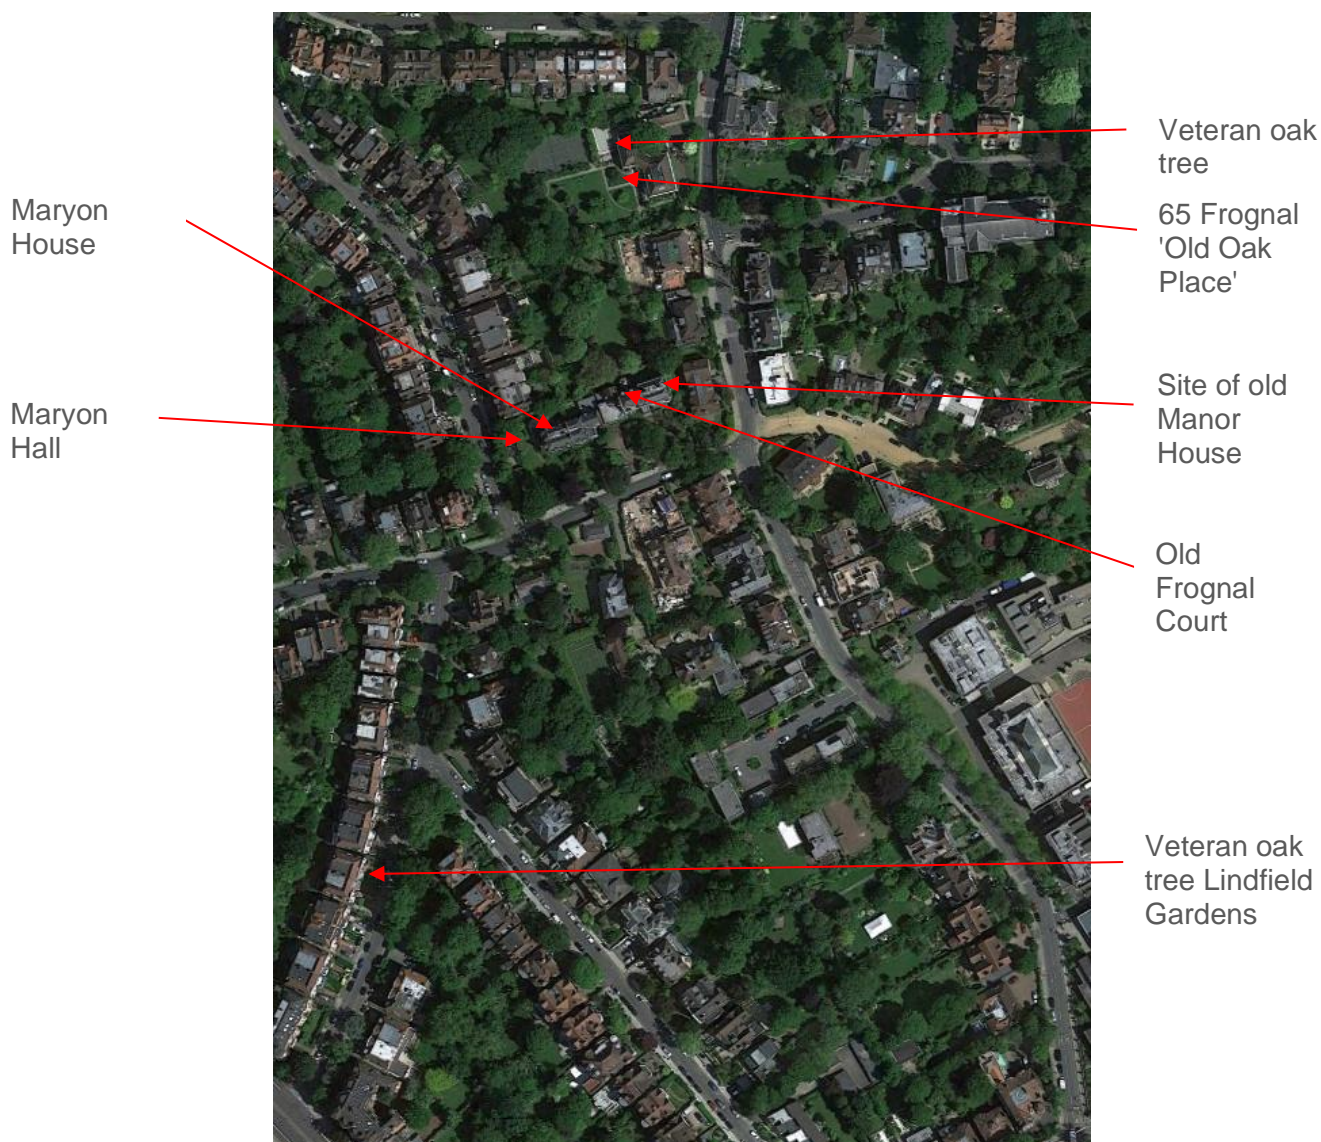 Veteran oak
tree
Maryon
House
65 Frognal
'Old Oak
Place'
Site of old
Manor
House
Maryon
Hall
Old
Frognal
Court
Veteran oak
tree Lindfield
Gardens